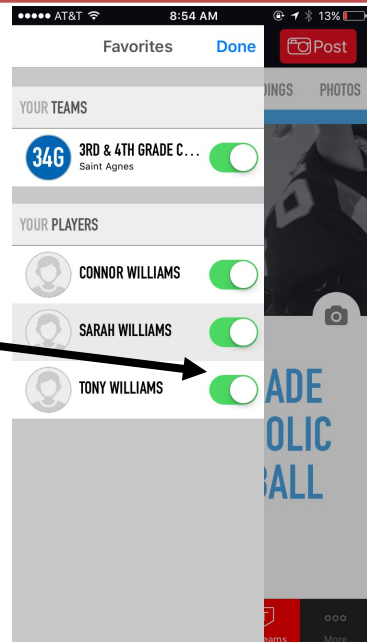 AT&T 8:54 AM 13%
Favorites Done Post
DINGS PHOTOS
YOUR TEAMS
34G 3RD & 4TH GRADE C...
Saint Agnes
YOUR PLAYERS
CONNOR WILLIAMS
SARAH WILLIAMS
TONY WILLIAMS
ADE
OLIC
BALL
eams More